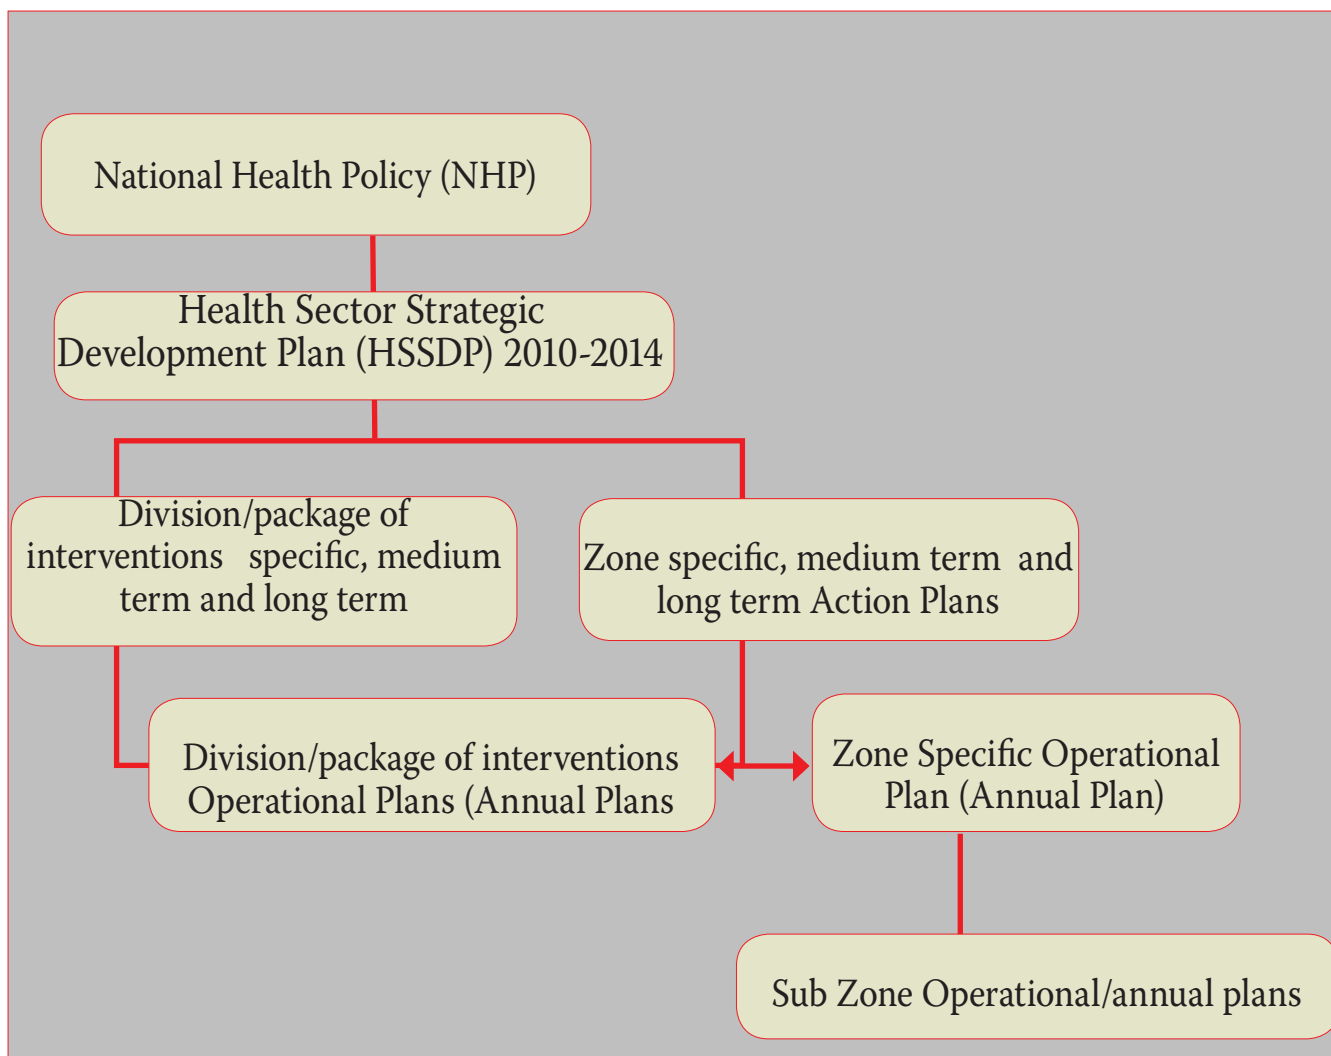 National Health Policy (NHP)
Health Sector Strategic
Development Plan (HSSDP) 2010-2014
Division/package of
interventions specific, medium
term and long term
Zone specific, medium term and
long term Action Plans
Division/package of interventions
Operational Plans (Annual Plans
Zone Specific Operational
Plan (Annual Plan)
Sub Zone Operational/annual plans